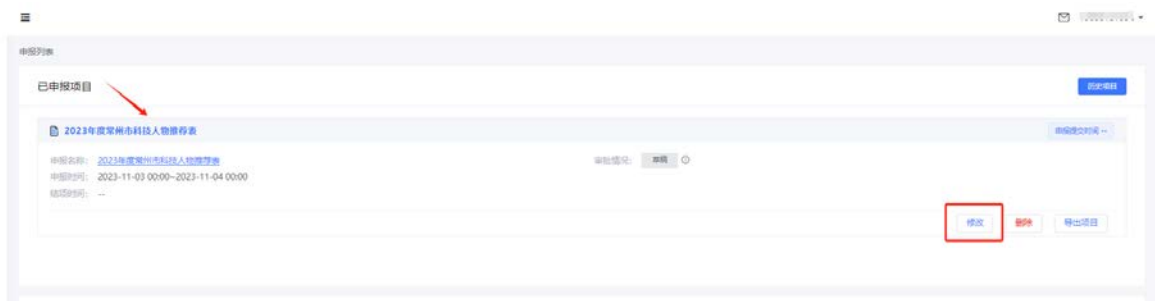 申报列表
已申报项目
历史项目
2023年度常州市科技人物推荐表
申报提交时间 --
申报名称: 2023年度常州市科技人物推荐表
审批情况: 草稿
申报时间: 2023-11-03 00:00~2023-11-04 00:00
结项时间: --
修改 删除 导出项目